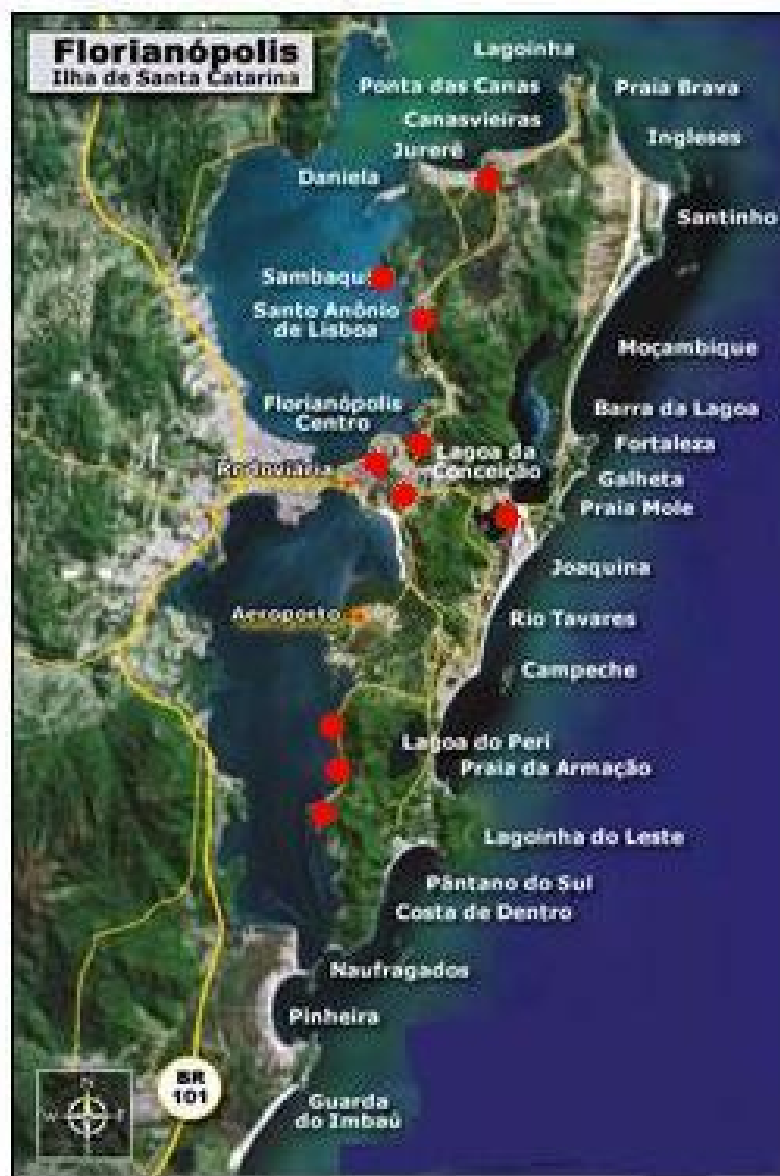 Florianópolis
Ilha de Santa Catarina
Lagoinha
Ponta das Canas
Praia Brava
Canasvieiras
Ingleses
Jurerê
Daniela
Santinho
Sambaqu
Santo Anônio
de Lisboa
Moçambique
Florianópolis
Centro
Barra da Lagoa
Fortaleza
Lagoa da
Conceição
Rodoviária
Galheta
Praia Mole
Joaquina
Aeroporto
Rio Tavares
Campeche
Lagoa do Peri
Praia da Armação
Lagoinha do Leste
Pântano do Sul
Costa de Dentro
Naufragados
Pinheira
BR
101
Guarda
do Imbaú
N
W
E